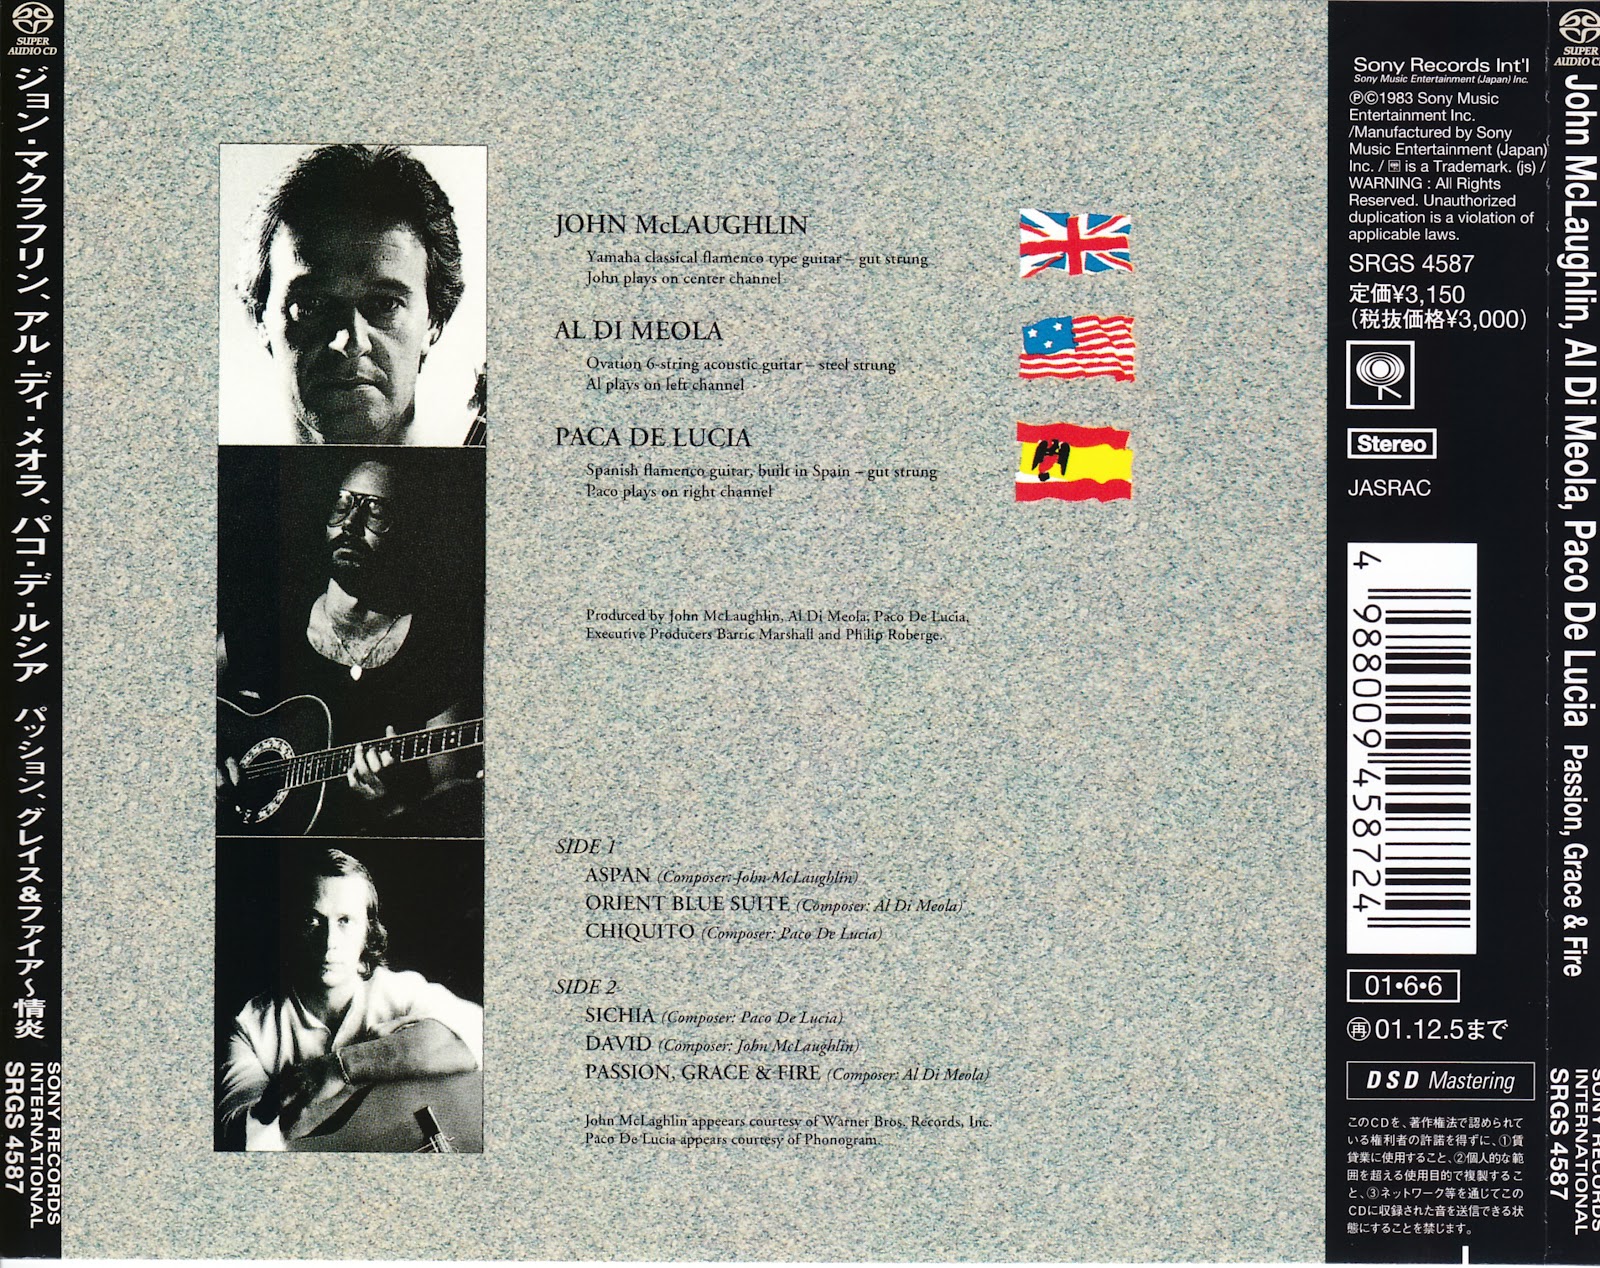 SUPER
AUDIO CD
ジョン・マクラフリン、アル・ディ・メオラ、パコ・デ・ルシア パッション、グレイス&ファイア〜情炎
SONY RECORDS
INTERNATIONAL
SRGS 4587
JOHN McLAUGHLIN
Yamaha classical flamenco type guitar – gut strung
John plays on center channel
AL DI MEOLA
Ovation 6-string acoustic guitar – steel strung
Al plays on left channel
PACA DE LUCIA
Spanish flamenco guitar, built in Spain – gut strung
Paco plays on right channel
Produced by John McLaughlin, Al Di Meola, Paco De Lucia,
Executive Producers Barrie Marshall and Philip Roberge.
SIDE 1
ASPAN (Composer: John McLaughlin)
ORIENT BLUE SUITE (Composer: Al Di Meola)
CHIQUITO (Composer: Paco De Lucia)
SIDE 2
SICHIA (Composer: Paco De Lucia)
DAVID (Composer: John McLaughlin)
PASSION, GRACE & FIRE (Composer: Al Di Meola)
John McLaghlin appeears courtesy of Warner Bros. Records, Inc.
Paco De Lucia appears courtesy of Phonogram.
Sony Records Int'l
Sony Music Entertainment (Japan) Inc.
℗©1983 Sony Music
Entertainment Inc.
/Manufactured by Sony
Music Entertainment (Japan)
Inc. / is a Trademark. (js) /
WARNING : All Rights
Reserved. Unauthorized
duplication is a violation of
applicable laws.
SRGS 4587
定価¥3,150
(税抜価格¥3,000)
Stereo
JASRAC
4 988009 458724
01•6•6
再01.12.5まで
DSD Mastering
このCDを、著作権法で認められて
いる権利者の許諾を得ずに、①賃
貸業に使用すること、②個人的な範
囲を超える使用目的で複製するこ
と、③ネットワーク等を通じてこの
CDに収録された音を送信できる状
態にすることを禁じます。
SUPER
AUDIO CD
John McLaughlin, Al Di Meola, Paco De Lucia Passion, Grace & Fire
SONY RECORDS
INTERNATIONAL
SRGS 4587